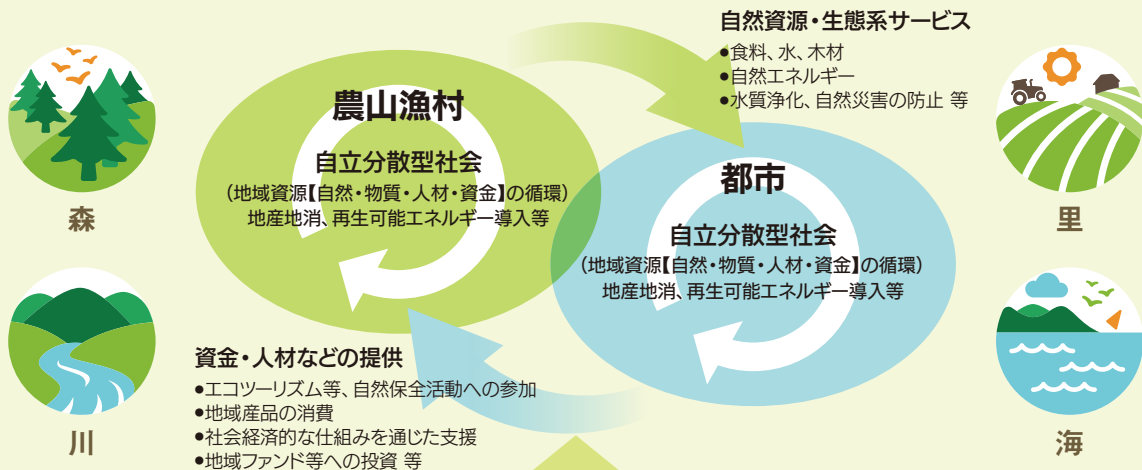 自然資源・生態系サービス
●食料、水、木材
●自然エネルギー
●水質浄化、自然災害の防止 等
農山漁村
自立分散型社会
(地域資源【自然・物質・人材・資金】の循環)
地産地消、再生可能エネルギー導入等
都市
自立分散型社会
(地域資源【自然・物質・人材・資金】の循環)
地産地消、再生可能エネルギー導入等
森
里
資金・人材などの提供
●エコツーリズム等、自然保全活動への参加
●地域産品の消費
●社会経済的な仕組みを通じた支援
●地域ファンド等への投資 等
川
海